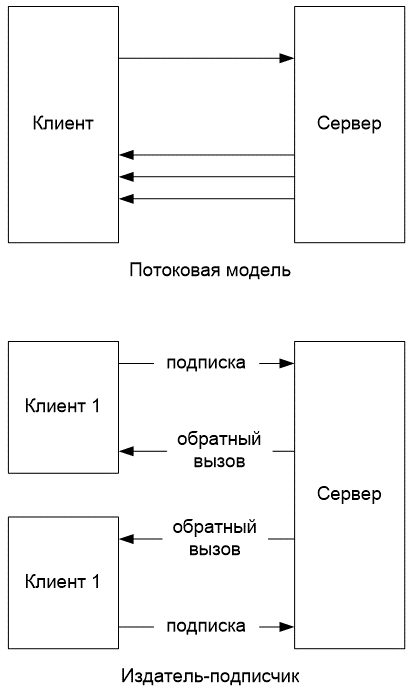 Клиент
Сервер
Потоковая модель
подписка
Клиент 1
обратный
вызов
Сервер
обратный
вызов
Клиент 1
подписка
Издатель-подписчик